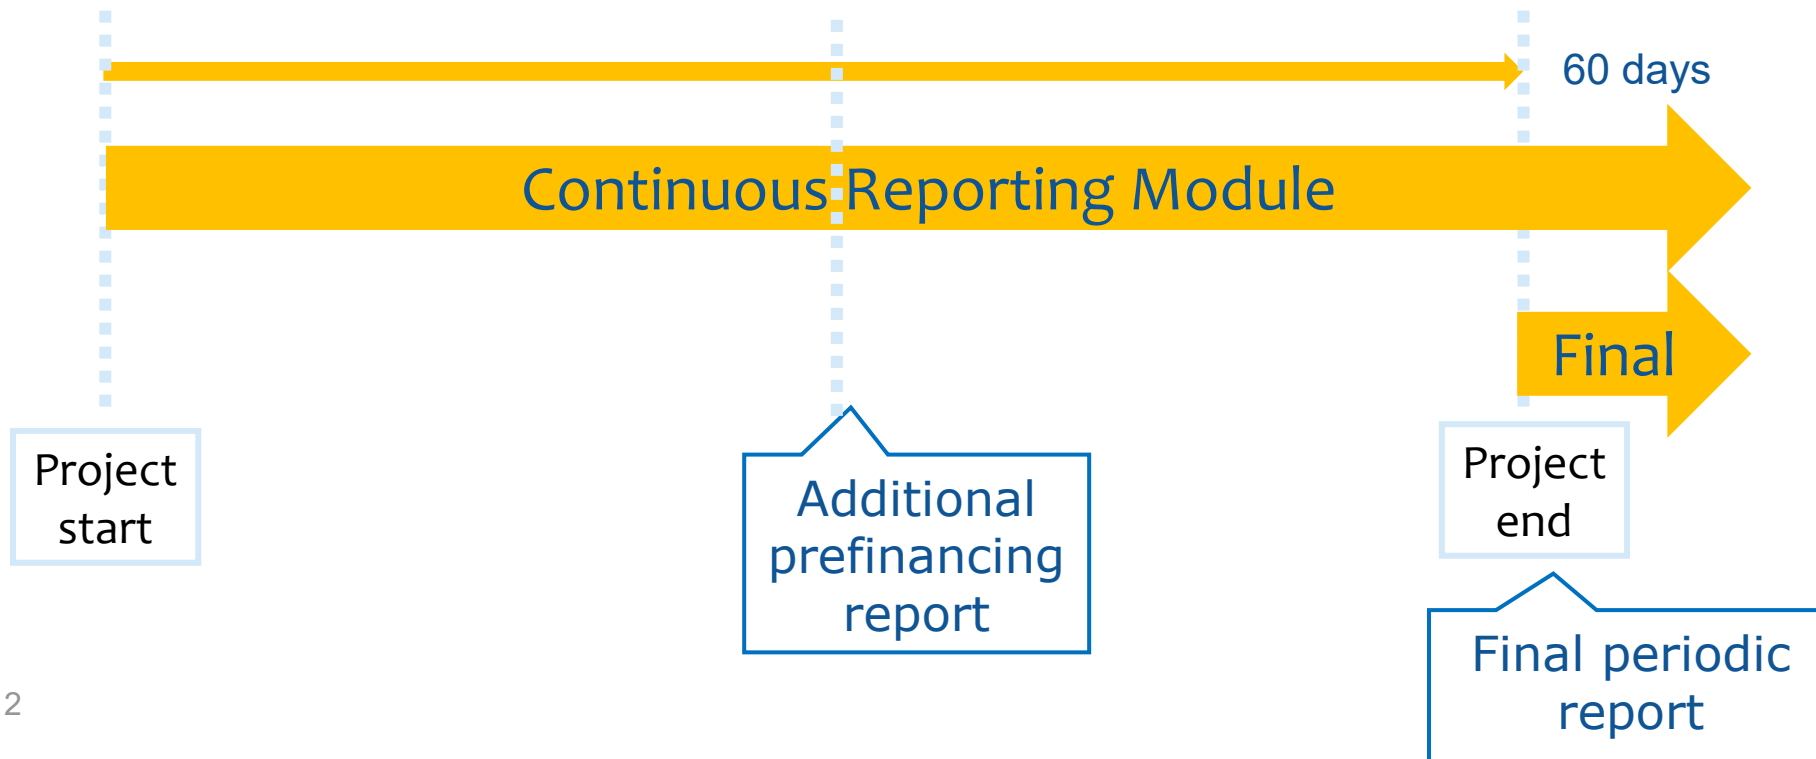 60 days
Continuous Reporting Module
Final
Project
start
Additional
prefinancing
report
Project
end
Final periodic
report
2